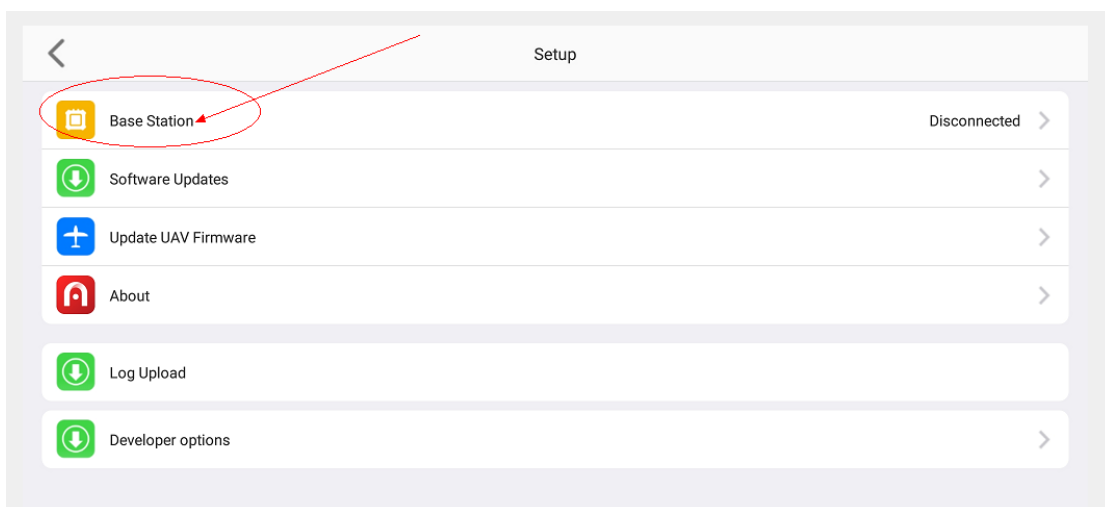 Setup
Base Station Disconnected
Software Updates
Update UAV Firmware
About
Log Upload
Developer options